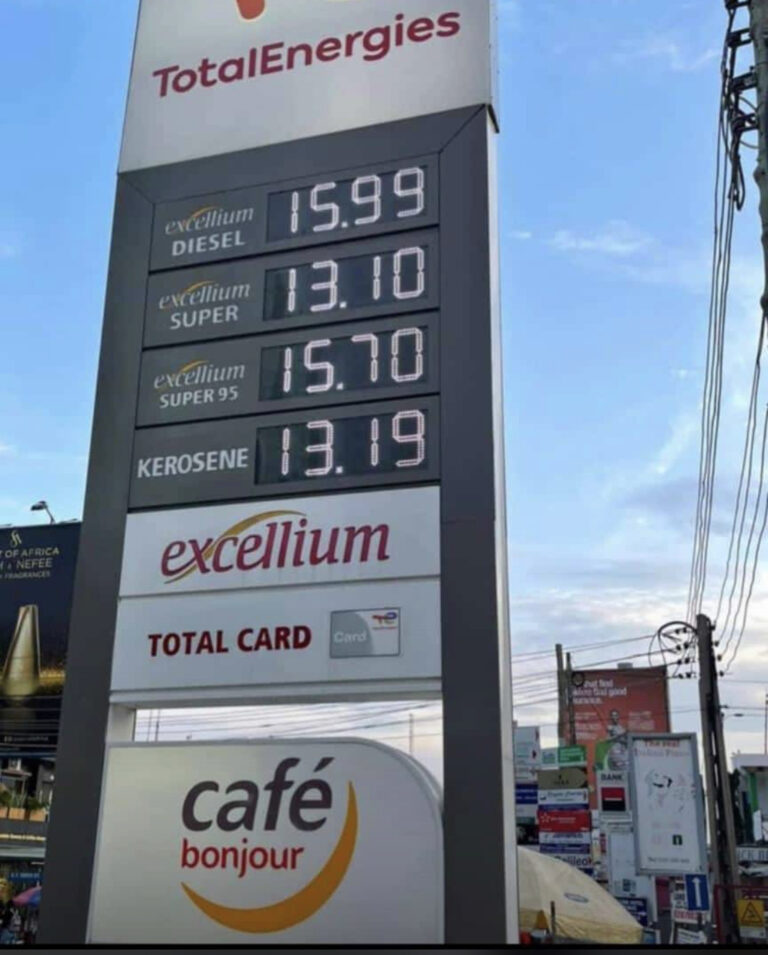 TotalEnergies
excellium
DIESEL
15.99
excellium
SUPER
13.10
excellium
SUPER 95
15.70
KEROSENE
13.19
excellium
TOTAL CARD
Card
café
bonjour
OF AFRICA
NEFEE
FRAGRANCES
BANK